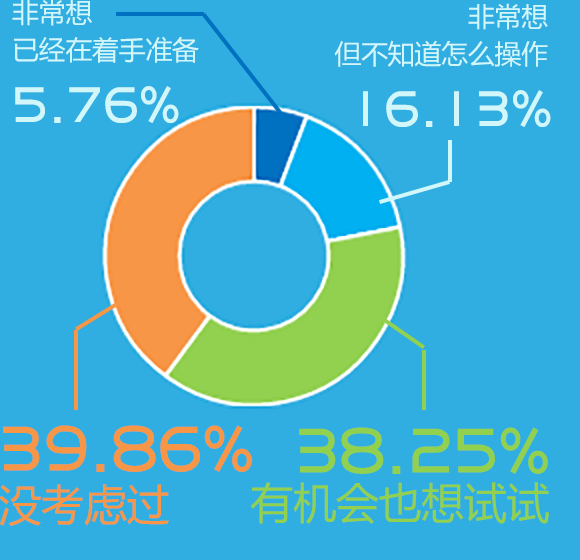 非常想
已经在着手准备
5.76%
非常想
但不知道怎么操作
16.13%
39.86%
没考虑过
38.25%
有机会也想试试